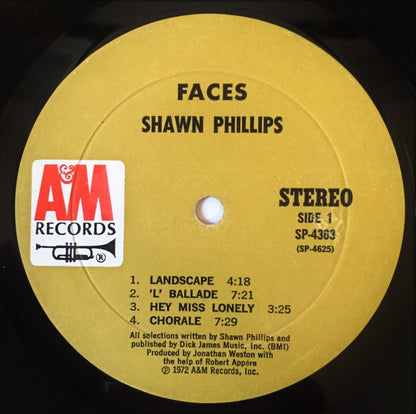 FACES
SHAWN PHILLIPS
A&M
RECORDS
®
STEREO
SIDE 1
SP-4363
(SP-4625)
1. LANDSCAPE 4:18
2. 'L' BALLADE 7:21
3. HEY MISS LONELY 3:25
4. CHORALE 7:29
All selections written by Shawn Phillips and
published by Dick James Music, Inc. (BMI)
Produced by Jonathan Weston with
the help of Robert Appère
℗ 1972 A&M Records, Inc.